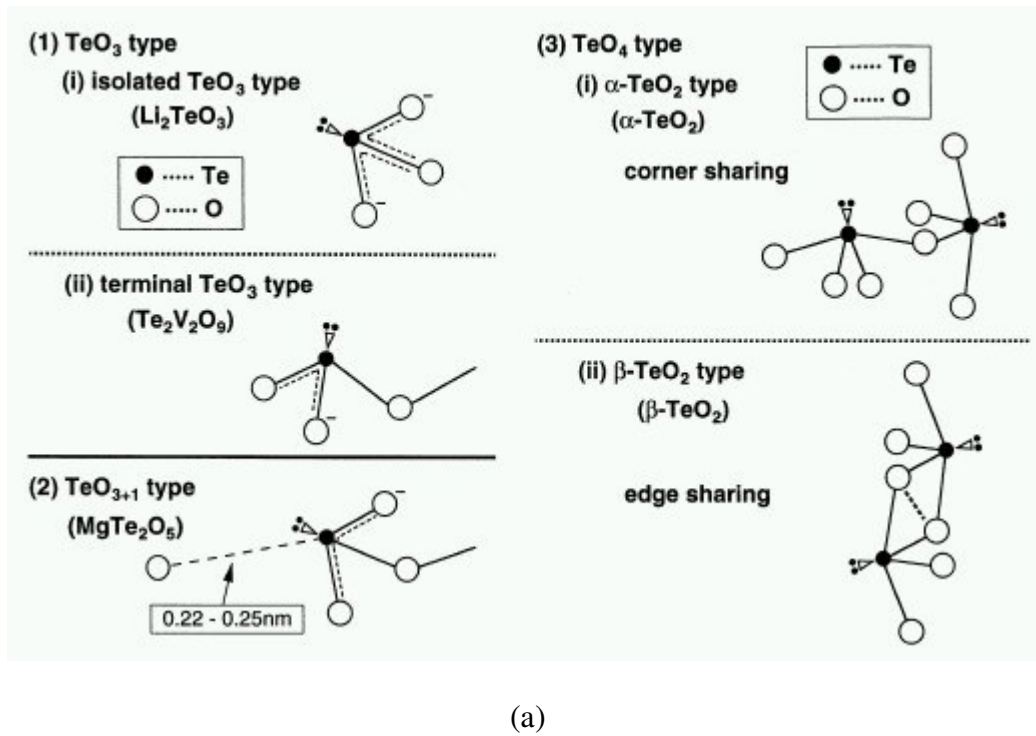 (1) TeO₃ type
(i) isolated TeO₃ type
(Li₂TeO₃)
● ····· Te
○ ····· O
(ii) terminal TeO₃ type
(Te₂V₂O₉)
(2) TeO₃₊₁ type
(MgTe₂O₅)
0.22 - 0.25nm
(3) TeO₄ type
(i) α-TeO₂ type
(α-TeO₂)
● ····· Te
○ ····· O
corner sharing
(ii) β-TeO₂ type
(β-TeO₂)
edge sharing
(a)